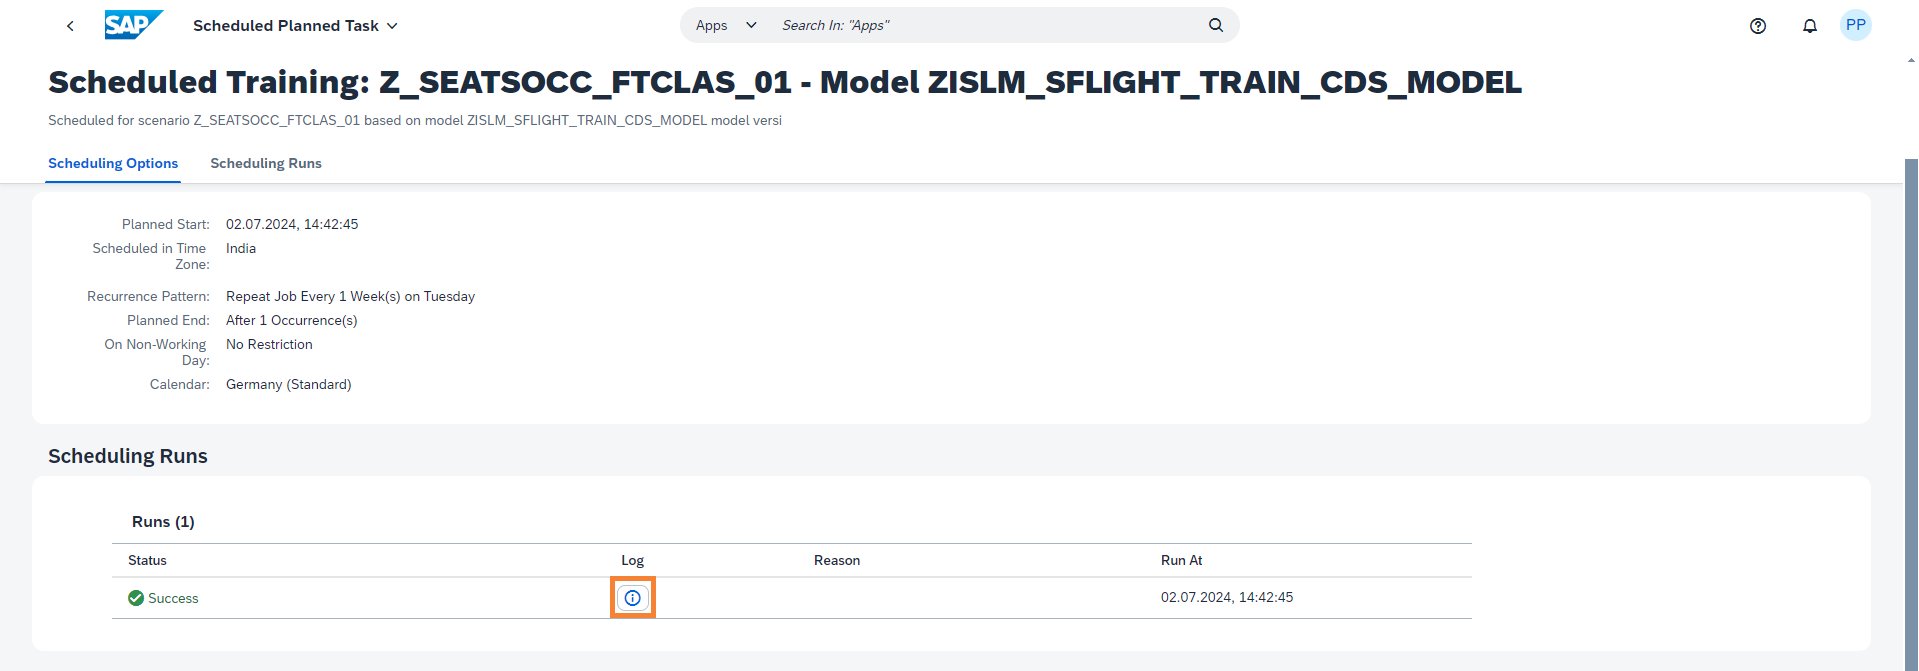 SAP Scheduled Planned Task Apps Search In: "Apps" PP
Scheduled Training: Z_SEATSOCC_FTCLAS_01 - Model ZISLM_SFLIGHT_TRAIN_CDS_MODEL
Scheduled for scenario Z_SEATSOCC_FTCLAS_01 based on model ZISLM_SFLIGHT_TRAIN_CDS_MODEL model versi
Scheduling Options Scheduling Runs
Planned Start: 02.07.2024, 14:42:45
Scheduled in Time India
Zone:
Recurrence Pattern: Repeat Job Every 1 Week(s) on Tuesday
Planned End: After 1 Occurrence(s)
On Non-Working No Restriction
Day:
Calendar: Germany (Standard)
Scheduling Runs
Runs (1)
Status Log Reason Run At
Success 02.07.2024, 14:42:45